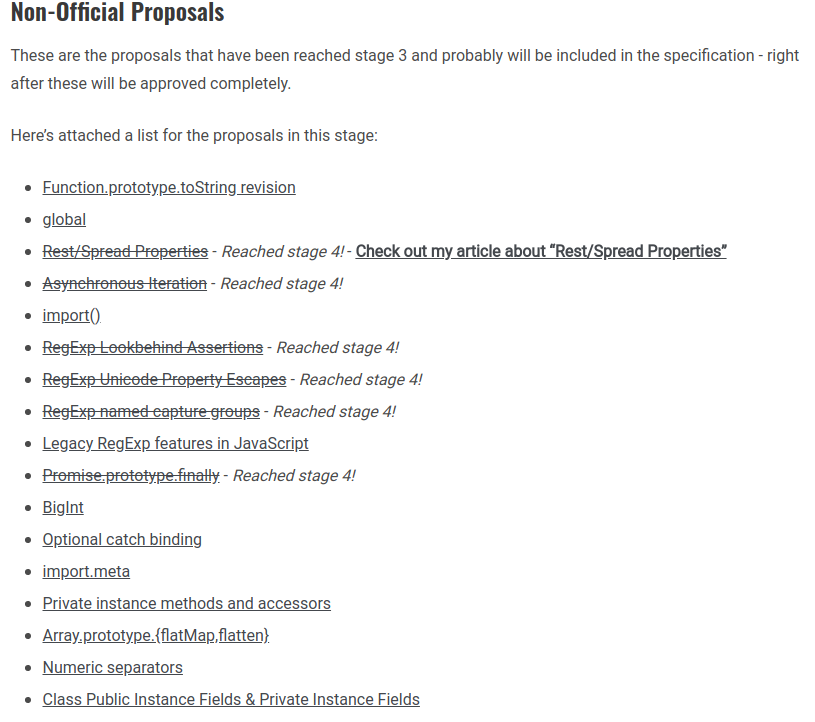 Non-Official Proposals
These are the proposals that have been reached stage 3 and probably will be included in the specification - right
after these will be approved completely.
Here’s attached a list for the proposals in this stage:
Function.prototype.toString revision
global
Rest/Spread Properties - Reached stage 4! - Check out my article about “Rest/Spread Properties”
Asynchronous Iteration - Reached stage 4!
import()
RegExp Lookbehind Assertions - Reached stage 4!
RegExp Unicode Property Escapes - Reached stage 4!
RegExp named capture groups - Reached stage 4!
Legacy RegExp features in JavaScript
Promise.prototype.finally - Reached stage 4!
BigInt
Optional catch binding
import.meta
Private instance methods and accessors
Array.prototype.{flatMap,flatten}
Numeric separators
Class Public Instance Fields & Private Instance Fields